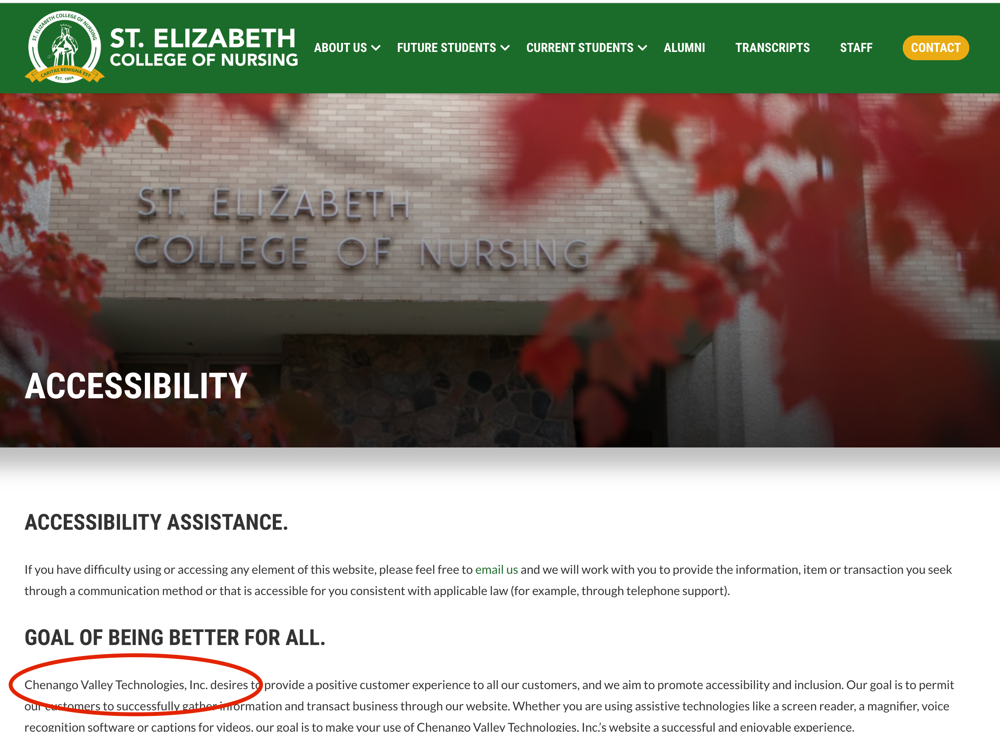 ST. ELIZABETH COLLEGE OF NURSING
CARITAS BENIGNA EST
EST. 1904
ST. ELIZABETH
COLLEGE OF NURSING
ABOUT US FUTURE STUDENTS CURRENT STUDENTS ALUMNI TRANSCRIPTS STAFF CONTACT
ST. ELIZABETH
COLLEGE OF NURSING
ACCESSIBILITY
ACCESSIBILITY ASSISTANCE.
If you have difficulty using or accessing any element of this website, please feel free to email us and we will work with you to provide the information, item or transaction you seek
through a communication method or that is accessible for you consistent with applicable law (for example, through telephone support).
GOAL OF BEING BETTER FOR ALL.
Chenango Valley Technologies, Inc. desires to provide a positive customer experience to all our customers, and we aim to promote accessibility and inclusion. Our goal is to permit
our customers to successfully gather information and transact business through our website. Whether you are using assistive technologies like a screen reader, a magnifier, voice
recognition software or captions for videos, our goal is to make your use of Chenango Valley Technologies, Inc.’s website a successful and enjoyable experience.